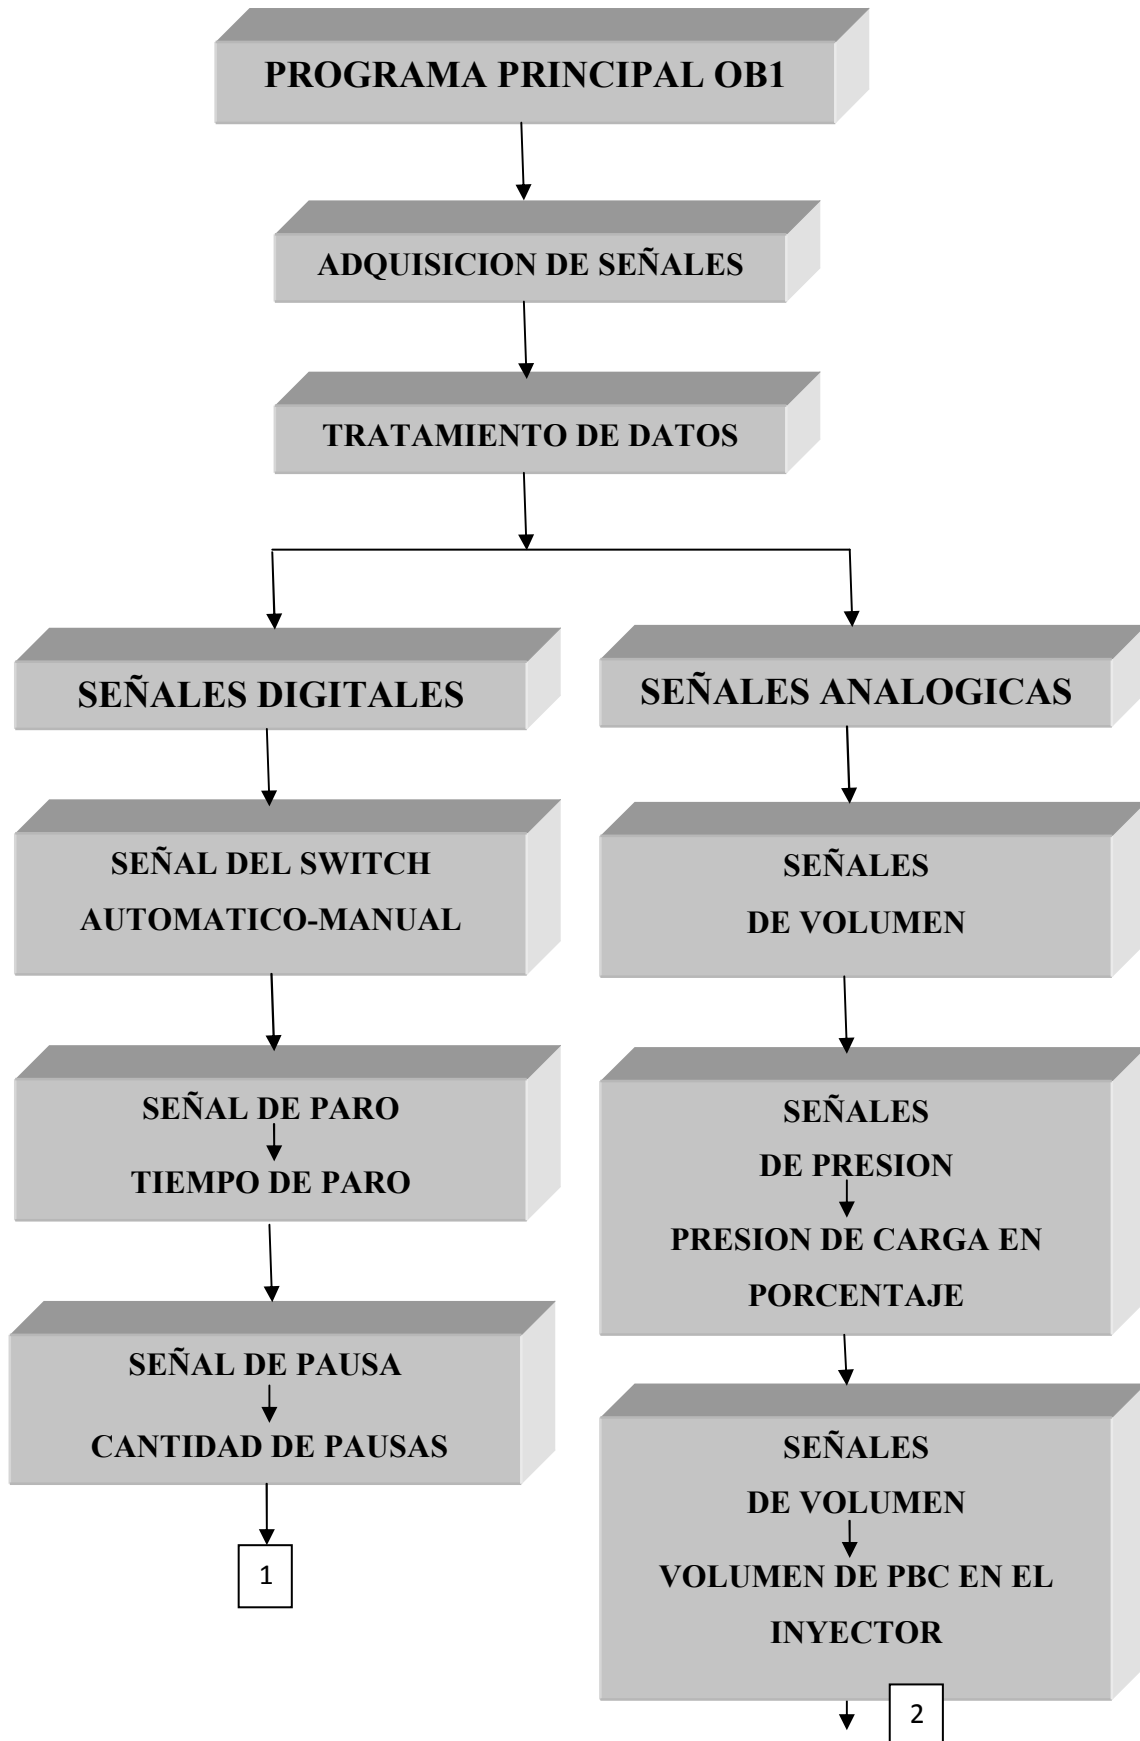 PROGRAMA PRINCIPAL OB1
ADQUISICION DE SEÑALES
TRATAMIENTO DE DATOS
SEÑALES DIGITALES
SEÑAL DEL SWITCH
AUTOMATICO-MANUAL
SEÑAL DE PARO
TIEMPO DE PARO
SEÑAL DE PAUSA
CANTIDAD DE PAUSAS
1
SEÑALES ANALOGICAS
SEÑALES
DE VOLUMEN
SEÑALES
DE PRESION
PRESION DE CARGA EN
PORCENTAJE
SEÑALES
DE VOLUMEN
VOLUMEN DE PBC EN EL
INYECTOR
2